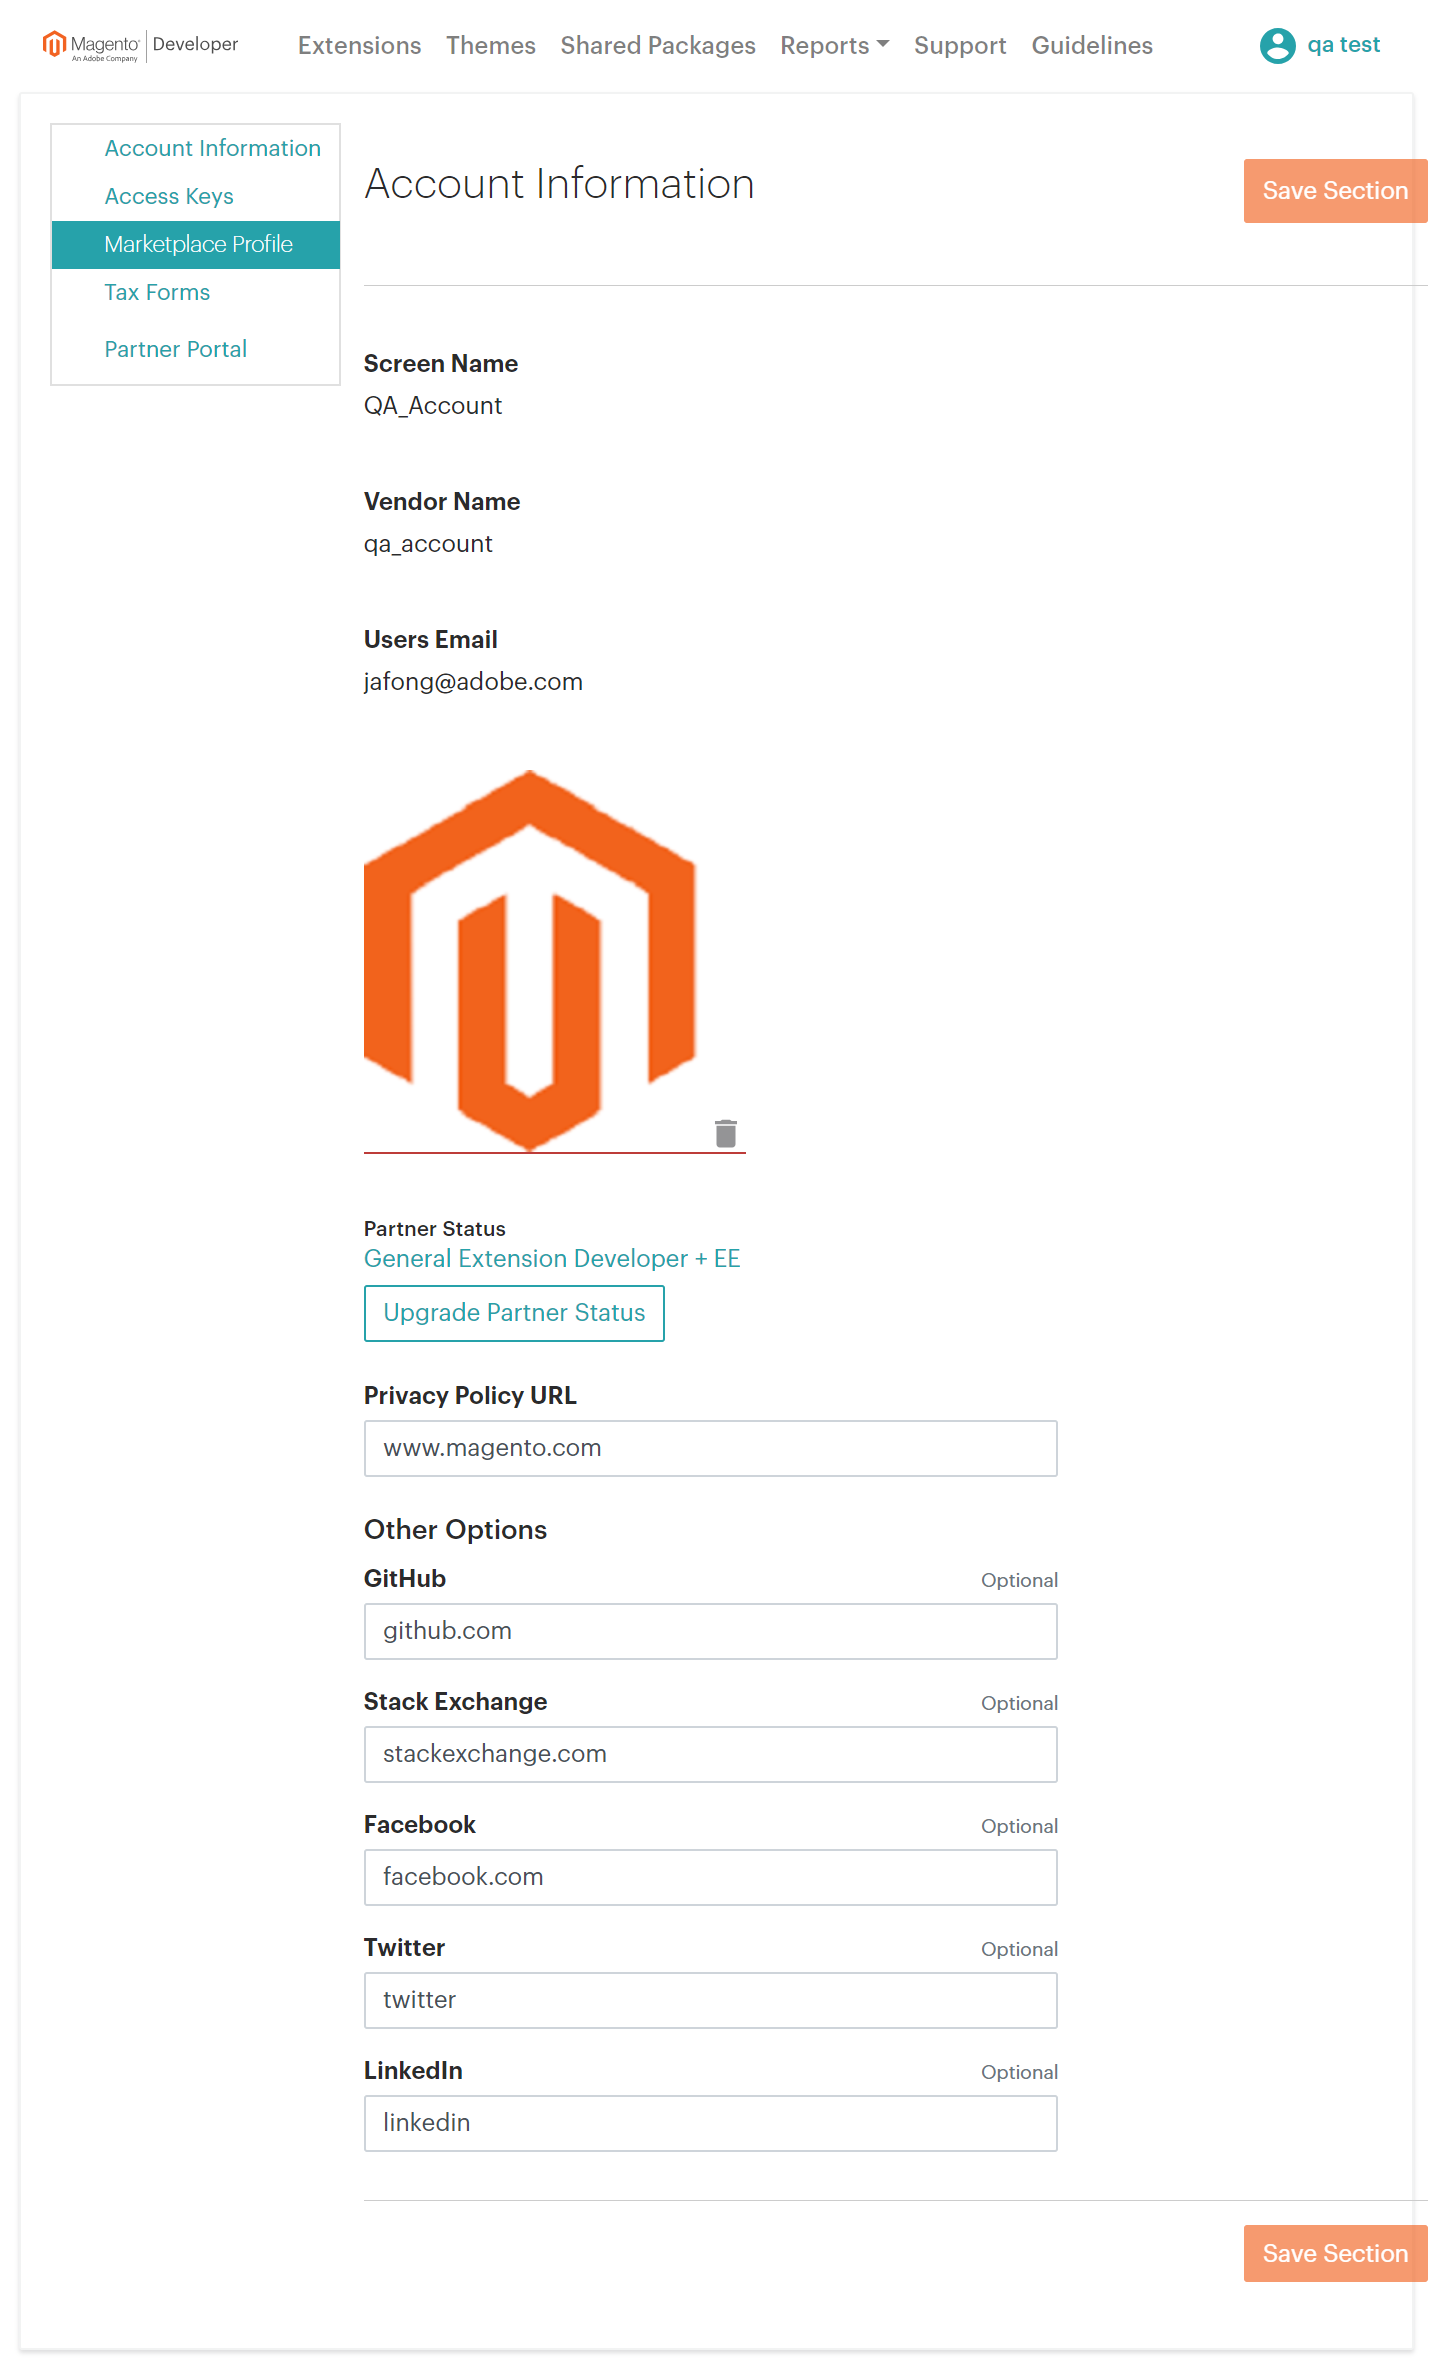 Magento Developer
An Adobe Company
Extensions Themes Shared Packages Reports Support Guidelines
qa test
Account Information
Access Keys
Marketplace Profile
Tax Forms
Partner Portal
Account Information
Save Section
Screen Name
QA_Account
Vendor Name
qa_account
Users Email
jafong@adobe.com
Partner Status
General Extension Developer + EE
Upgrade Partner Status
Privacy Policy URL
www.magento.com
Other Options
GitHub Optional
github.com
Stack Exchange Optional
stackexchange.com
Facebook Optional
facebook.com
Twitter Optional
twitter
LinkedIn Optional
linkedin
Save Section